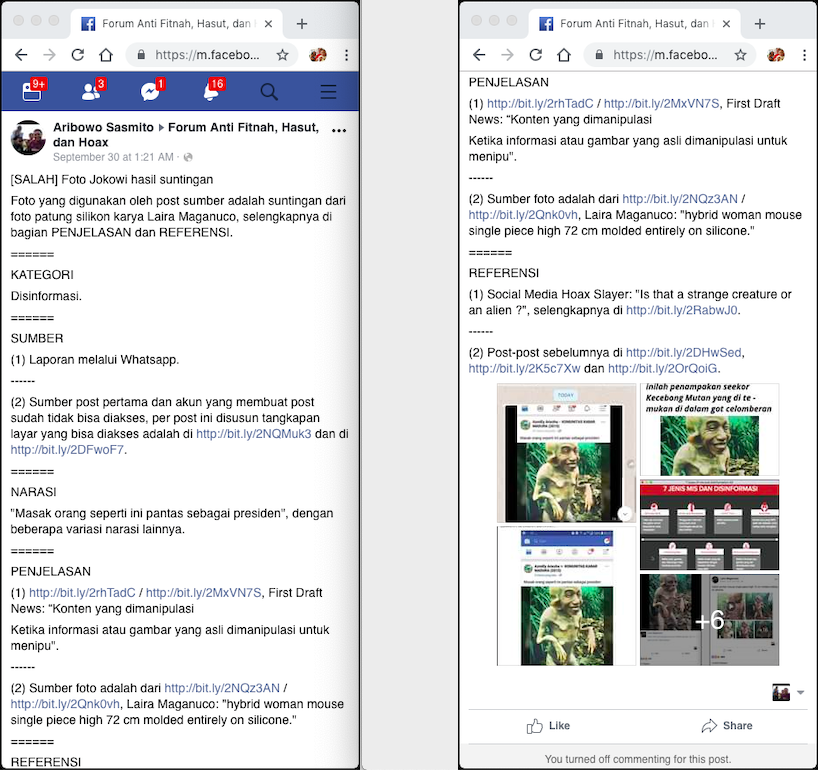 Forum Anti Fitnah, Hasut, dan H
https://m.facebo...
9+
3
1
16
Aribowo Sasmito ▸ Forum Anti Fitnah, Hasut,
dan Hoax
September 30 at 1:21 AM ·
[SALAH] Foto Jokowi hasil suntingan
Foto yang digunakan oleh post sumber adalah suntingan dari
foto patung silikon karya Laira Maganuco, selengkapnya di
bagian PENJELASAN dan REFERENSI.
======
KATEGORI
Disinformasi.
======
SUMBER
(1) Laporan melalui Whatsapp.
------
(2) Sumber post pertama dan akun yang membuat post
sudah tidak bisa diakses, per post ini disusun tangkapan
layar yang bisa diakses adalah di http://bit.ly/2NQMuk3 dan di
http://bit.ly/2DFwoF7.
======
NARASI
"Masak orang seperti ini pantas sebagai presiden", dengan
beberapa variasi narasi lainnya.
======
PENJELASAN
(1) http://bit.ly/2rhTadC / http://bit.ly/2MxVN7S, First Draft
News: “Konten yang dimanipulasi
Ketika informasi atau gambar yang asli dimanipulasi untuk
menipu”.
------
(2) Sumber foto adalah dari http://bit.ly/2NQz3AN /
http://bit.ly/2Qnk0vh, Laira Maganuco: "hybrid woman mouse
single piece high 72 cm molded entirely on silicone."
======
REFERENSI
Forum Anti Fitnah, Hasut, dan H
https://m.facebo...
PENJELASAN
(1) http://bit.ly/2rhTadC / http://bit.ly/2MxVN7S, First Draft
News: “Konten yang dimanipulasi
Ketika informasi atau gambar yang asli dimanipulasi untuk
menipu”.
------
(2) Sumber foto adalah dari http://bit.ly/2NQz3AN /
http://bit.ly/2Qnk0vh, Laira Maganuco: "hybrid woman mouse
single piece high 72 cm molded entirely on silicone."
======
REFERENSI
(1) Social Media Hoax Slayer: "Is that a strange creature or
an alien ?", selengkapnya di http://bit.ly/2RabwJ0.
------
(2) Post-post sebelumnya di http://bit.ly/2DHwSed,
http://bit.ly/2K5c7Xw dan http://bit.ly/2OrQoiG.
TODAY
Masak orang seperti ini pantas sebagai presiden
inilah penampakan seekor
Kecebong Mutan yang di te -
mukan di dalam got celomberan
7 JENIS MIS DAN DISINFORMASI
Masak orang seperti ini pantas sebagai presiden
+6
Like
Share
You turned off commenting for this post.